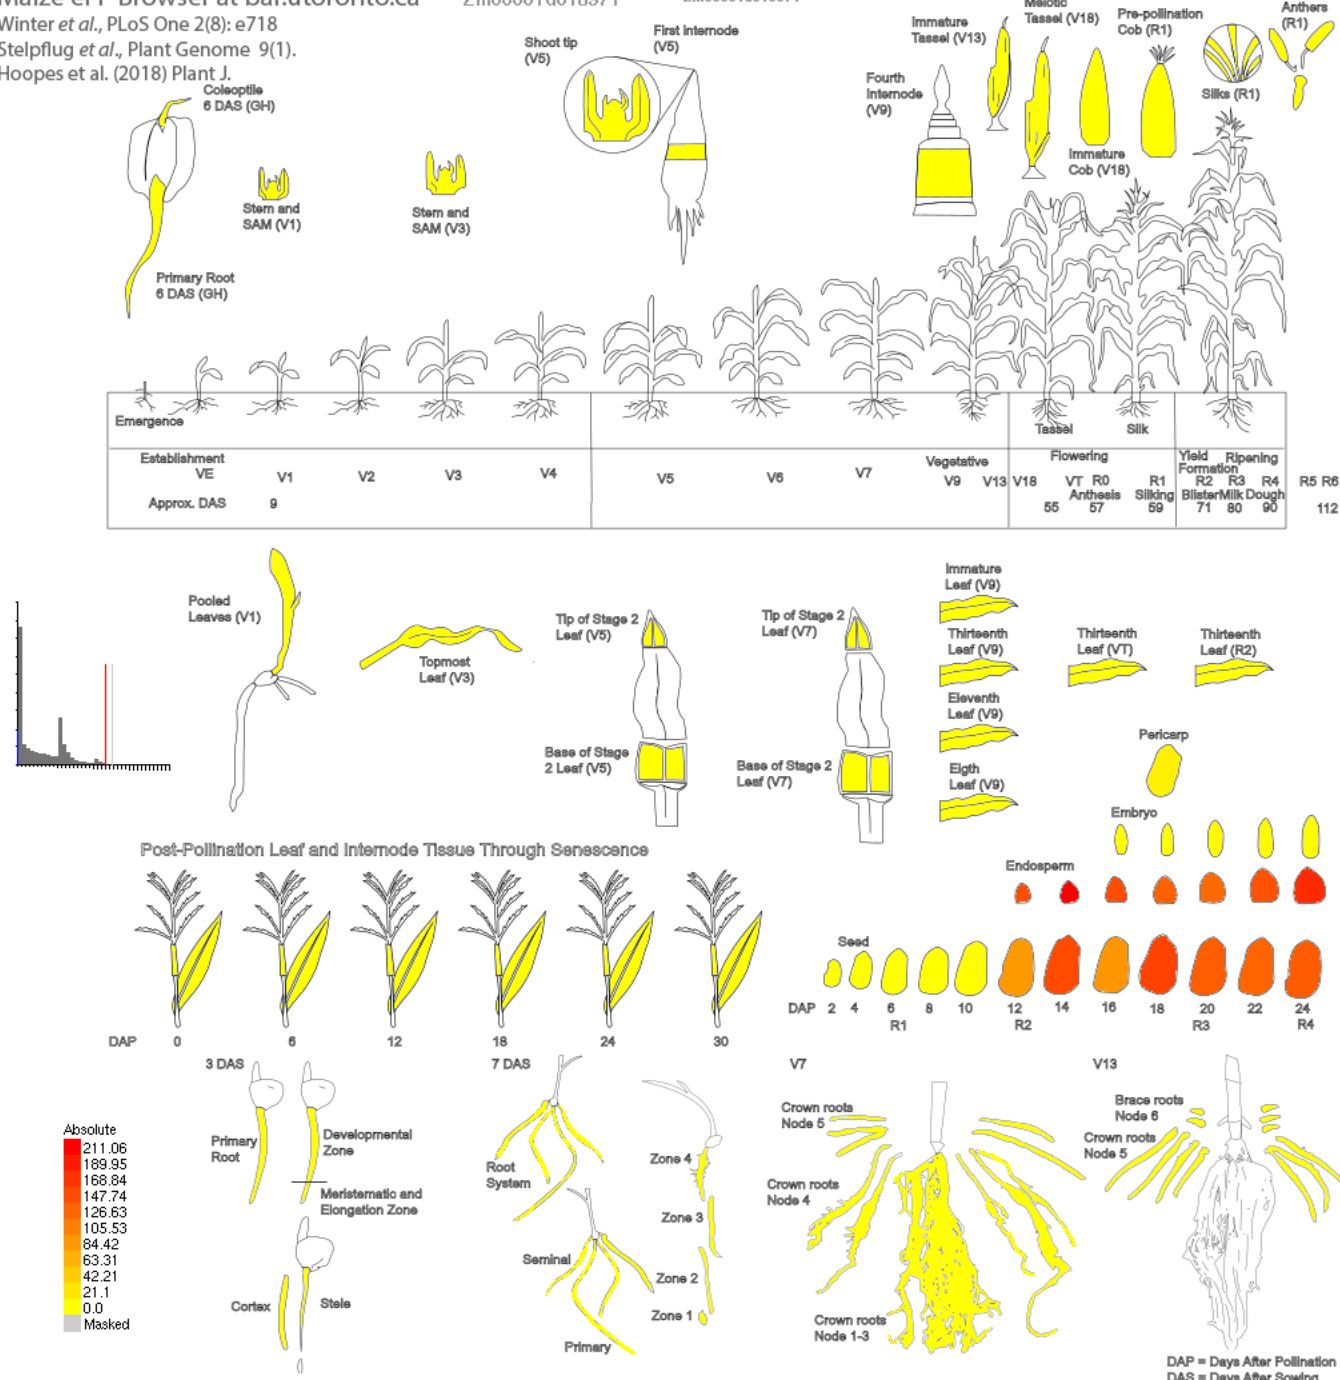 Maize eFP Browser at bar.utoronto.ca
Winter et al., PLoS One 2(8): e718
Stelpflug et al., Plant Genome 9(1).
Hoopes et al. (2018) Plant J.
Coleoptile
6 DAS (GH)
Primary Root
6 DAS (GH)
Stem and
SAM (V1)
Stem and
SAM (V3)
Shoot tip
(V5)
First internode
(V5)
Fourth
Internode
(V9)
Immature
Tassel (V13)
Meiotic
Tassel (V18)
Immature
Cob (V18)
Pre-pollination
Cob (R1)
Silks (R1)
Anthers
(R1)
Emergence
Tassel
Silk
Establishment
VE
V1
V2
V3
V4
V5
V6
V7
Vegetative
V9
V13
V18
Flowering
VT
R0
Anthesis
R1
Silking
Yield
Formation
Ripening
R2
Blister
R3
Milk
R4
Dough
R5 R6
Approx. DAS
9
55
57
59
71
80
90
112
Pooled
Leaves (V1)
Topmost
Leaf (V3)
Tip of Stage 2
Leaf (V5)
Base of Stage
2 Leaf (V5)
Tip of Stage 2
Leaf (V7)
Base of Stage 2
Leaf (V7)
Immature
Leaf (V9)
Thirteenth
Leaf (V9)
Eleventh
Leaf (V9)
Eigth
Leaf (V9)
Thirteenth
Leaf (VT)
Thirteenth
Leaf (R2)
Pericarp
Embryo
Endosperm
Seed
DAP 2 4 6 8 10 12 14 16 18 20 22 24
R1 R2 R3 R4
Post-Pollination Leaf and Internode Tissue Through Senescence
DAP 0 6 12 18 24 30
3 DAS
Primary
Root
Developmental
Zone
Meristematic and
Elongation Zone
Cortex
Stele
7 DAS
Root
System
Seminal
Primary
Zone 4
Zone 3
Zone 2
Zone 1
V7
Crown roots
Node 5
Crown roots
Node 4
Crown roots
Node 1-3
V13
Brace roots
Node 6
Crown roots
Node 5
Absolute
211.06
189.95
168.84
147.74
126.63
105.53
84.42
63.31
42.21
21.1
0.0
Masked
DAP = Days After Pollination
DAS = Days After Sowing